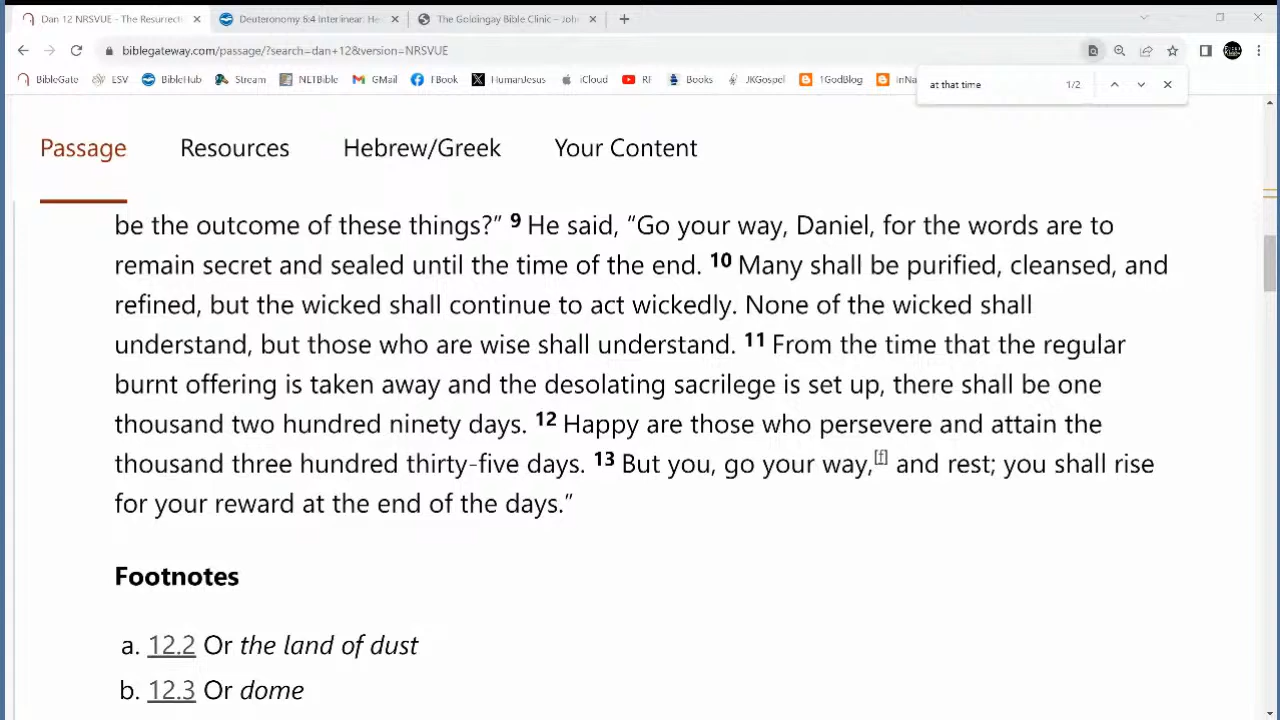 Dan 12 NRSVUE - The Resurrecti
Deuteronomy 6:4 Interlinear: He
The Goldingay Bible Clinic – Joh
biblegateway.com/passage/?search=dan+12&version=NRSVUE
BibleGate ESV BibleHub Stream NLTBible GMail FBook HumanJesus iCloud RF Books JKGospel 1GodBlog InNa
at that time 1/2
Passage Resources Hebrew/Greek Your Content
be the outcome of these things?” 9 He said, “Go your way, Daniel, for the words are to
remain secret and sealed until the time of the end. 10 Many shall be purified, cleansed, and
refined, but the wicked shall continue to act wickedly. None of the wicked shall
understand, but those who are wise shall understand. 11 From the time that the regular
burnt offering is taken away and the desolating sacrilege is set up, there shall be one
thousand two hundred ninety days. 12 Happy are those who persevere and attain the
thousand three hundred thirty-five days. 13 But you, go your way,[f] and rest; you shall rise
for your reward at the end of the days.”
Footnotes
a. 12.2 Or the land of dust
b. 12.3 Or dome